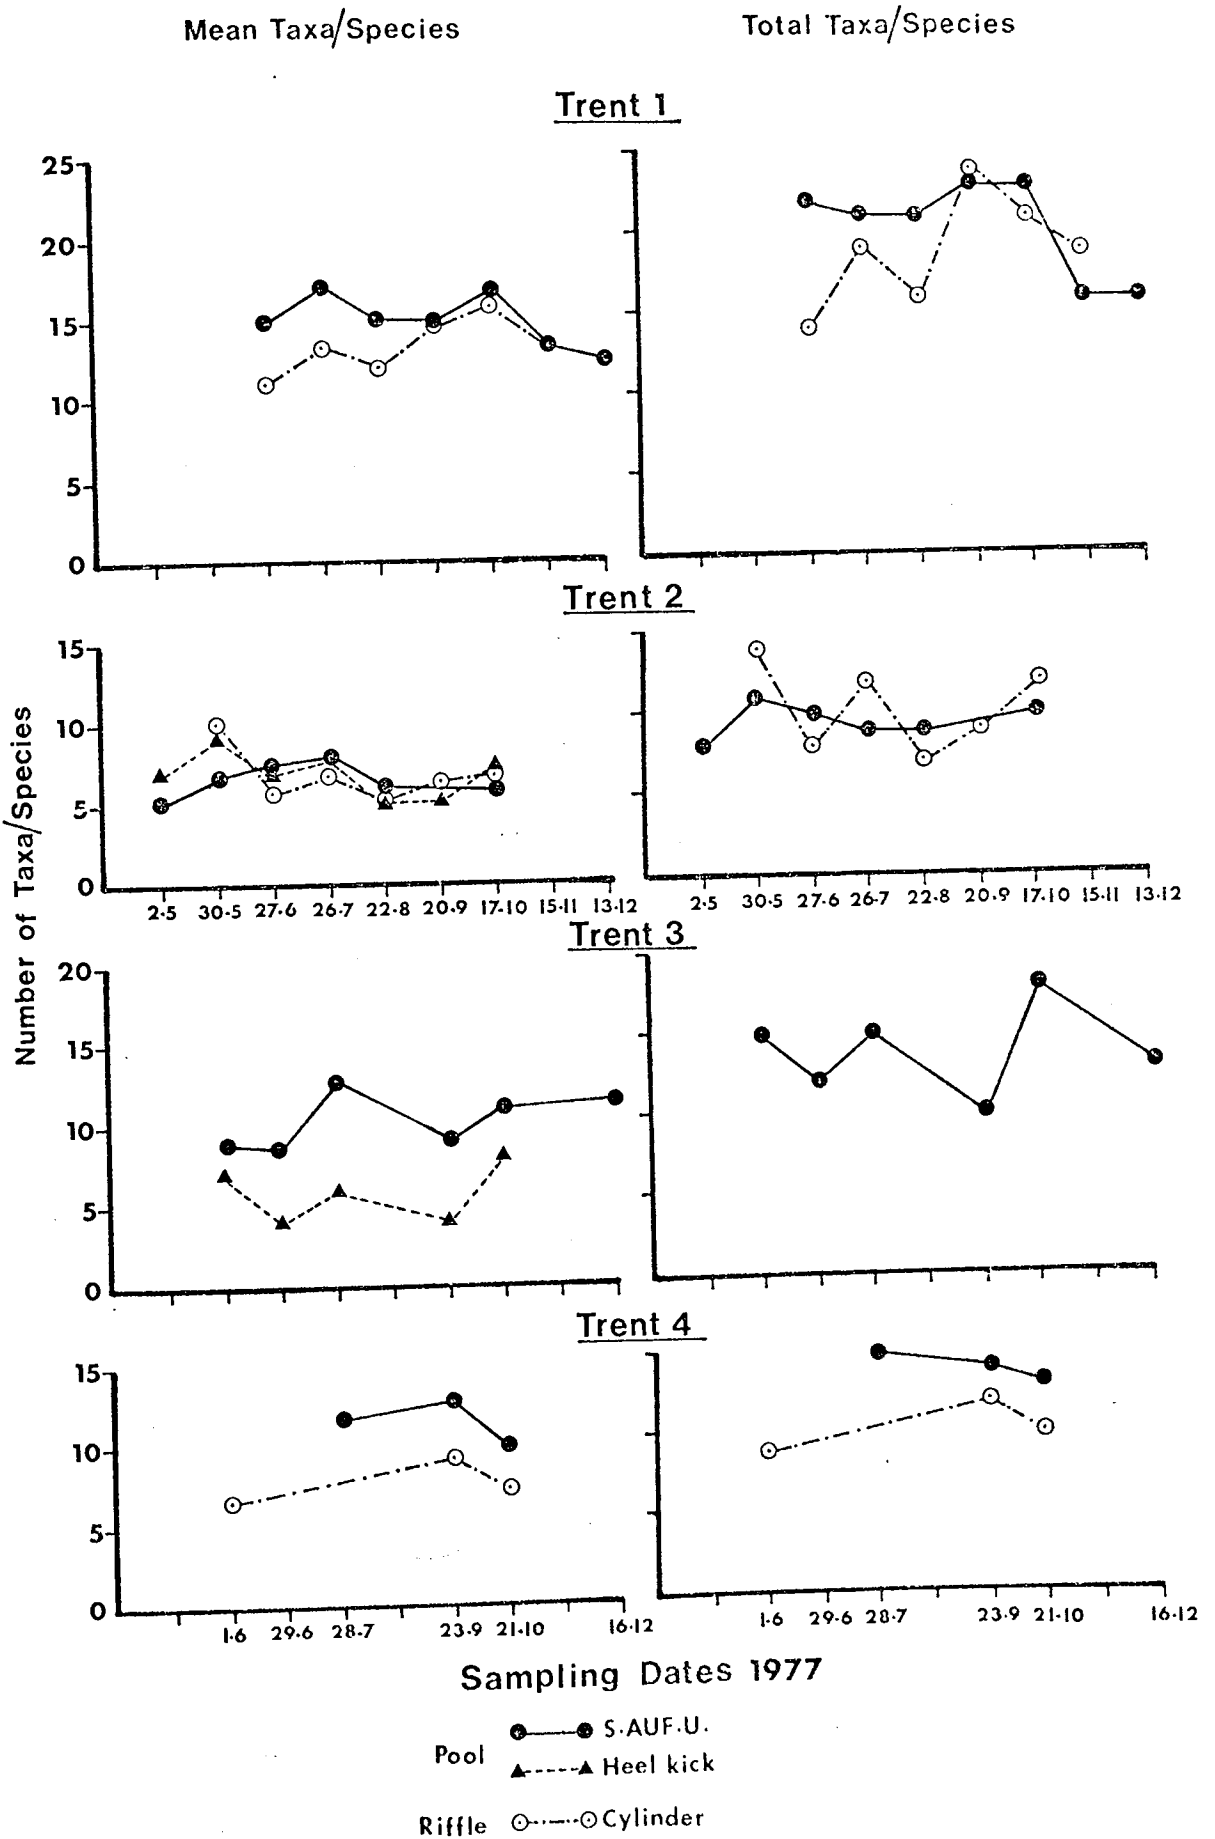 Mean Taxa/Species Total Taxa/Species
Trent 1
25
20
15
10
5
0
Trent 2
15
10
5
0
2·5 30·5 27·6 26·7 22·8 20·9 17·10 15·11 13·12 2·5 30·5 27·6 26·7 22·8 20·9 17·10 15·11 13·12
Number of Taxa/Species
Trent 3
20
15
10
5
0
Trent 4
15
10
5
0
1·6 29·6 28·7 23·9 21·10 16·12 1·6 29·6 28·7 23·9 21·10 16·12
Sampling Dates 1977
Pool S·AUF·U.
Heel kick
Riffle Cylinder